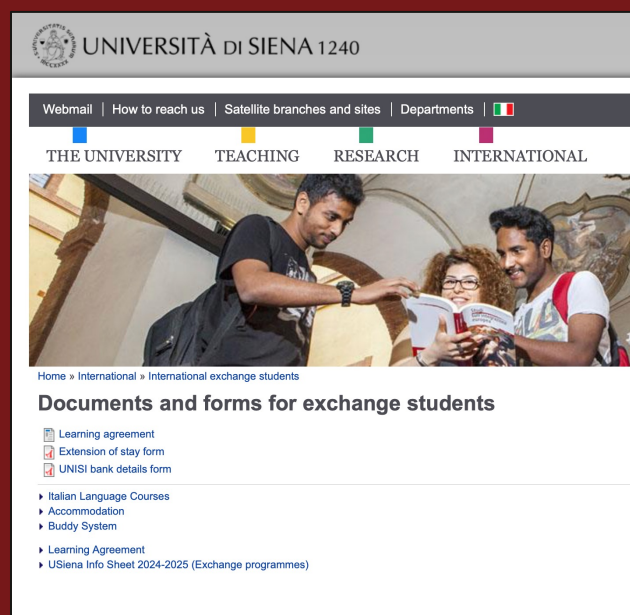 UNIVERSITÀ DI SIENA 1240
Webmail | How to reach us | Satellite branches and sites | Departments |
THE UNIVERSITY TEACHING RESEARCH INTERNATIONAL
Home » International » International exchange students
Documents and forms for exchange students
Learning agreement
Extension of stay form
UNISI bank details form
Italian Language Courses
Accommodation
Buddy System
Learning Agreement
USiena Info Sheet 2024-2025 (Exchange programmes)